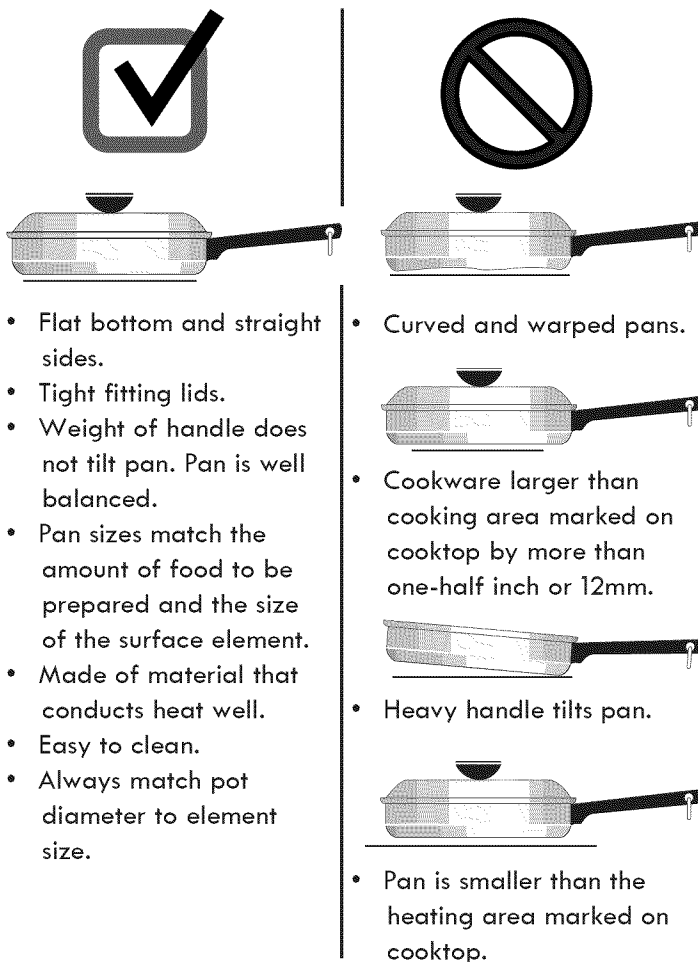 • Flat bottom and straight
sides.
• Tight fitting lids.
• Weight of handle does
not tilt pan. Pan is well
balanced.
• Pan sizes match the
amount of food to be
prepared and the size
of the surface element.
• Made of material that
conducts heat well.
• Easy to clean.
• Always match pot
diameter to element
size.
• Curved and warped pans.
• Cookware larger than
cooking area marked on
cooktop by more than
one-half inch or 12mm.
• Heavy handle tilts pan.
• Pan is smaller than the
heating area marked on
cooktop.